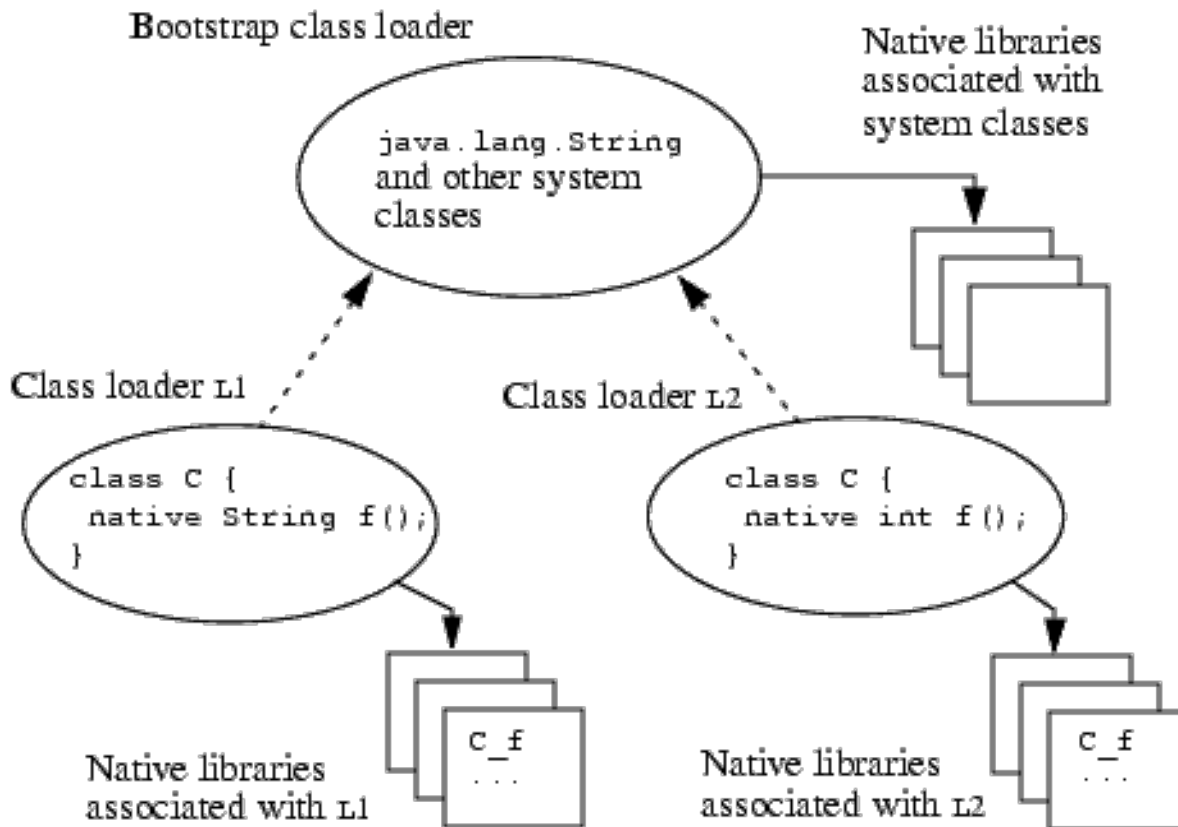 Bootstrap class loader
Native libraries
associated with
system classes
java.lang.String
and other system
classes
Class loader L1
Class loader L2
class C {
native String f();
}
class C {
native int f();
}
C_f
...
C_f
...
Native libraries
associated with L1
Native libraries
associated with L2